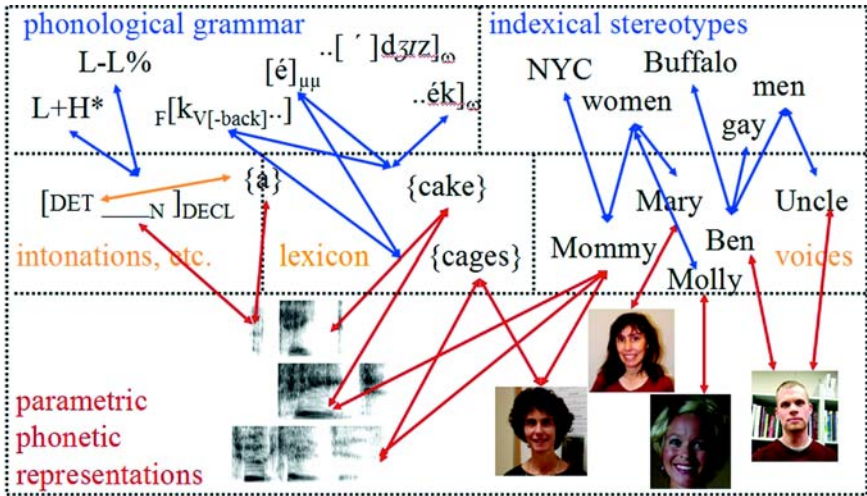 phonological grammar
indexical stereotypes
L-L%
L+H*
F[kV[-back]..]
[é]μμ
..[ ´ ]dʒɪz]ω
..ék]ω
NYC
Buffalo
women
men
gay
[DET ____N ]DECL
{a}
{cake}
{cages}
Mary
Uncle
Mommy
Ben
Molly
intonations, etc.
lexicon
voices
parametric
phonetic
representations